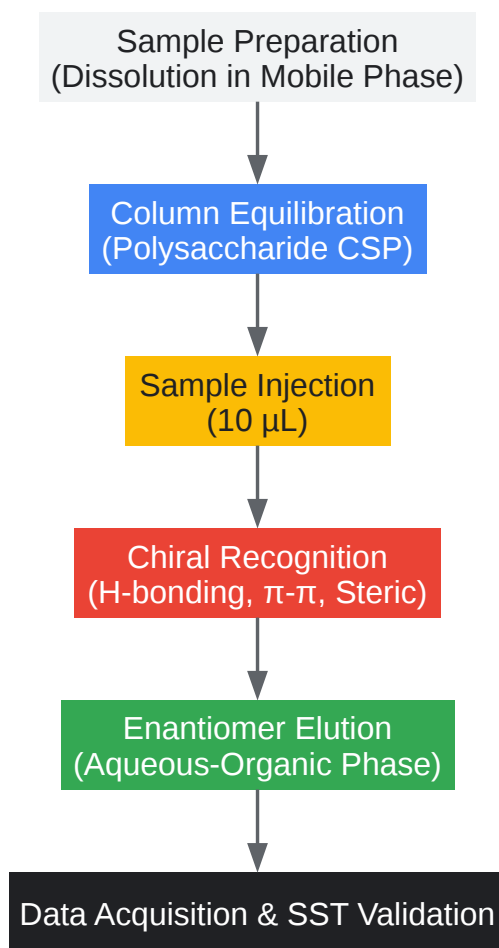 Sample Preparation
(Dissolution in Mobile Phase)
Column Equilibration
(Polysaccharide CSP)
Sample Injection
(10 µL)
Chiral Recognition
(H-bonding, π-π, Steric)
Enantiomer Elution
(Aqueous-Organic Phase)
Data Acquisition & SST Validation